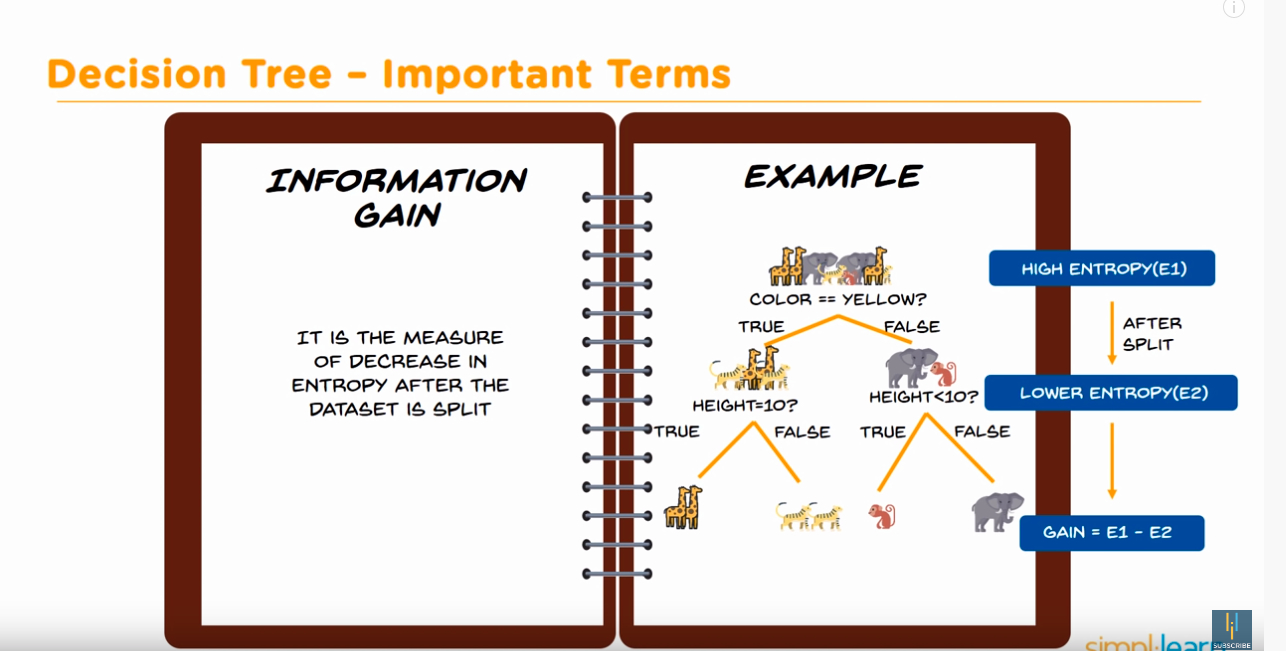 Decision Tree – Important Terms
INFORMATION
GAIN
IT IS THE MEASURE
OF DECREASE IN
ENTROPY AFTER THE
DATASET IS SPLIT
EXAMPLE
COLOR == YELLOW?
TRUE
FALSE
HEIGHT=10?
HEIGHT<10?
TRUE
FALSE
TRUE
FALSE
HIGH ENTROPY(E1)
AFTER
SPLIT
LOWER ENTROPY(E2)
GAIN = E1 - E2
simplilearn
SUBSCRIBE